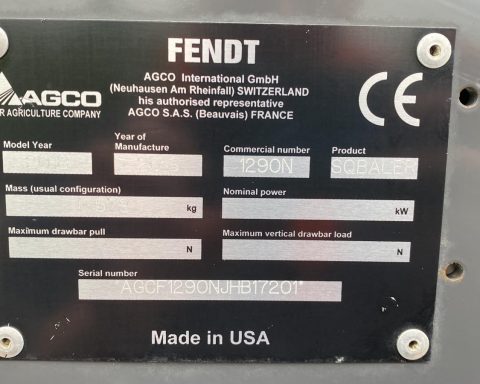 FENDT
AGCO International GmbH
(Neuhausen Am Rheinfall) SWITZERLAND
his authorised representative
AGCO S.A.S. (Beauvais) FRANCE
AGCO
AGRICULTURE COMPANY
CE
Model Year
Year of
Manufacture
Commercial number
Product
1290N
SQBALER
Mass (usual configuration)
Nominal power
kg
kW
Maximum drawbar pull
Maximum vertical drawbar load
N
N
Serial number
AGCF1290NJHB17201*
Made in USA